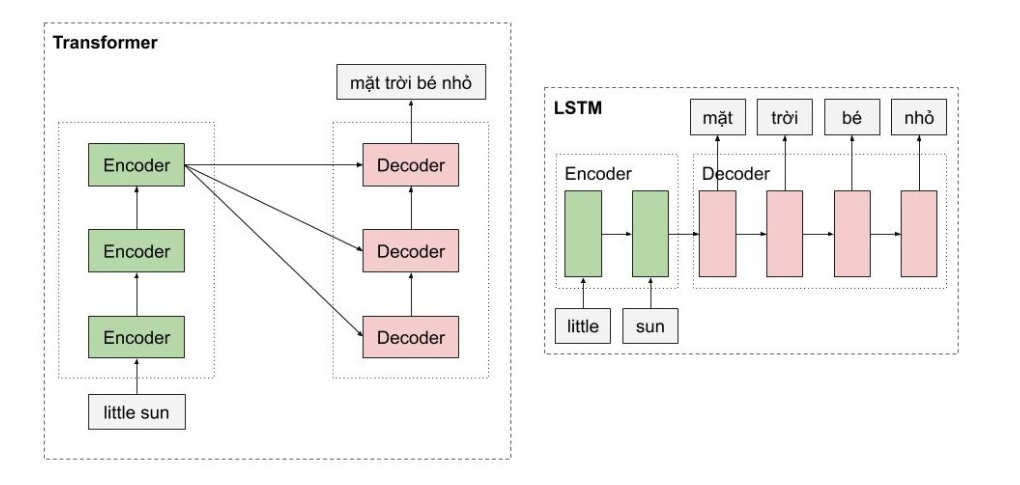 Transformer
mặt trời bé nhỏ
Encoder
Decoder
Encoder
Decoder
Encoder
Decoder
little sun
LSTM
mặt
trời
bé
nhỏ
Encoder
Decoder
little
sun